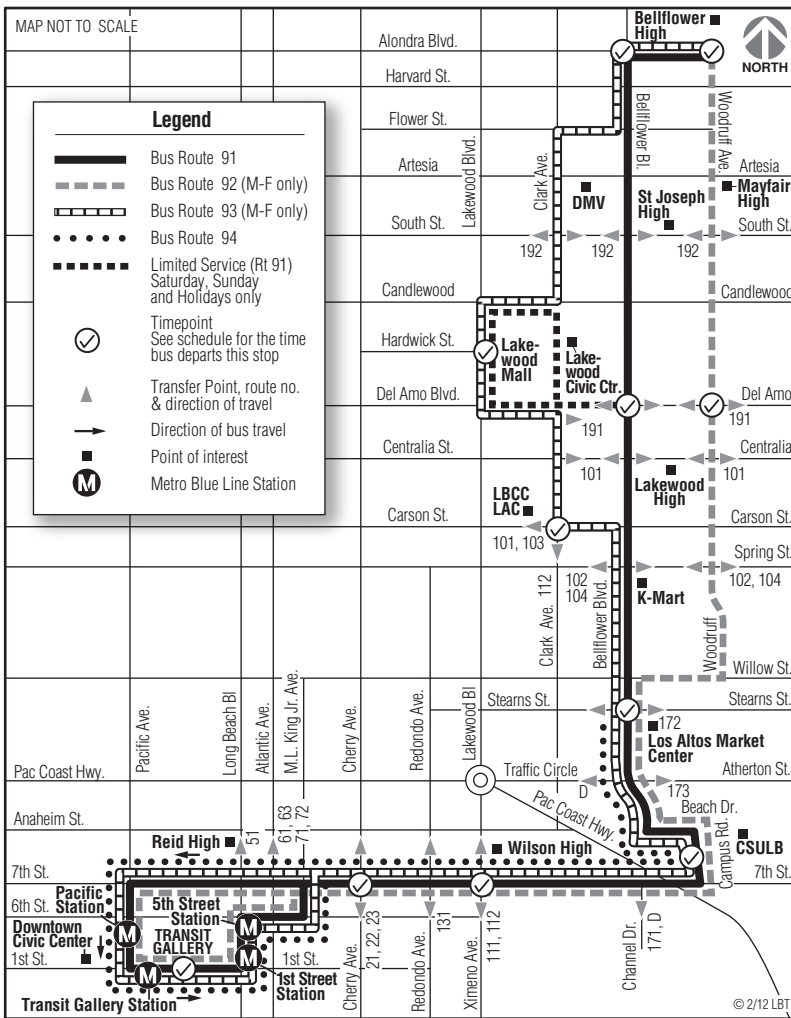 MAP NOT TO SCALE
Bellflower
High
NORTH
Alondra Blvd.
Harvard St.
Flower St.
Artesia
Artesia
Lakewood Blvd.
Clark Ave.
Bellflower Bl.
Woodruff Ave.
DMV
St Joseph
High
Mayfair
High
South St.
South St.
192
192
192
Candlewood
Candlewood
Legend
Bus Route 91
Bus Route 92 (M-F only)
Bus Route 93 (M-F only)
Bus Route 94
Limited Service (Rt 91)
Saturday, Sunday
and Holidays only
Timepoint
See schedule for the time
bus departs this stop
Transfer Point, route no.
& direction of travel
Direction of bus travel
Point of interest
M
Metro Blue Line Station
Hardwick St.
Lake-
wood
Mall
Lake-
wood
Civic Ctr.
Del Amo Blvd.
Del Amo
191
191
Centralia St.
Centralia
101
101
Lakewood
High
LBCC
LAC
Carson St.
Carson St.
101, 103
Spring St.
102
104
102, 104
Clark Ave. 112
Bellflower Blvd.
K-Mart
Woodruff
Willow St.
Stearns St.
Stearns St.
172
Los Altos Market
Center
Pacific Ave.
Long Beach Bl
Atlantic Ave.
M.L. King Jr. Ave.
Cherry Ave.
Redondo Ave.
Lakewood Bl
Pac Coast Hwy.
Traffic Circle
Atherton St.
D
173
Pac Coast Hwy.
Beach Dr.
Anaheim St.
Reid High
51
61, 63
71, 72
Wilson High
Campus Rd.
CSULB
7th St.
7th St.
6th St.
Pacific
Station
5th Street
Station
M
M
TRANSIT
GALLERY
Downtown
Civic Center
1st St.
1st St.
M
M
1st Street
Station
Transit Gallery Station
Cherry Ave.
21, 22, 23
Redondo Ave.
131
Ximeno Ave.
111, 112
Channel Dr.
171, D
© 2/12 LBT